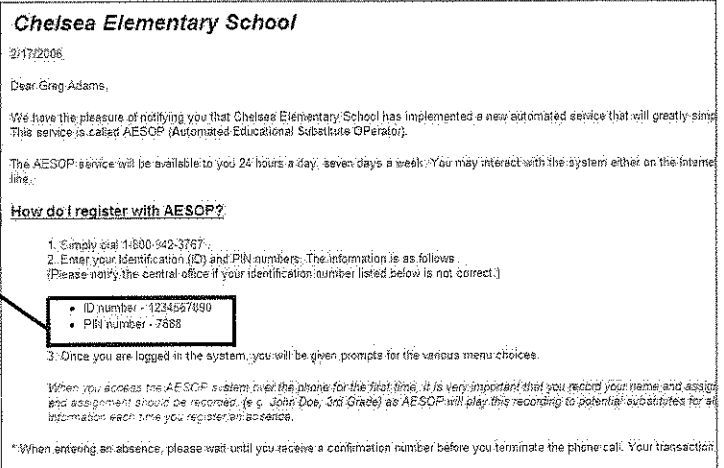 Chelsea Elementary School
2/17/2006
Dear Greg Adams,
We have the pleasure of notifying you that Chelsea Elementary School has implemented a new automated service that will greatly simp
This service is called AESOP (Automated Educational Substitute OPerator).
The AESOP service will be available to you 24 hours a day, seven days a week. You may interact with the system either on the Interne
line.
How do I register with AESOP?
1. Simply dial 1-800-942-3767.
2. Enter your Identification (ID) and PIN numbers. The information is as follows
(Please notify the central office if your identification number listed below is not correct.)
• ID number - 1234567890
• PIN number - 7888
3. Once you are logged in the system, you will be given prompts for the various menu choices.
When you access the AESOP system over the phone for the first time, it is very important that you record your name and assign
and assignment should be recorded. (e.g. John Doe, 3rd Grade) as AESOP will play this recording to potential substitutes for a
information each time you register an absence.
* When entering an absence, please wait until you receive a confirmation number before you terminate the phone call. Your transaction